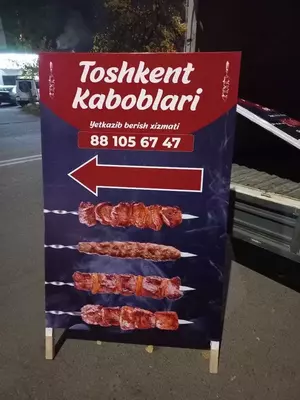 Toshkent
Kaboblari
Yetkazib berish xizmati
88 105 67 47